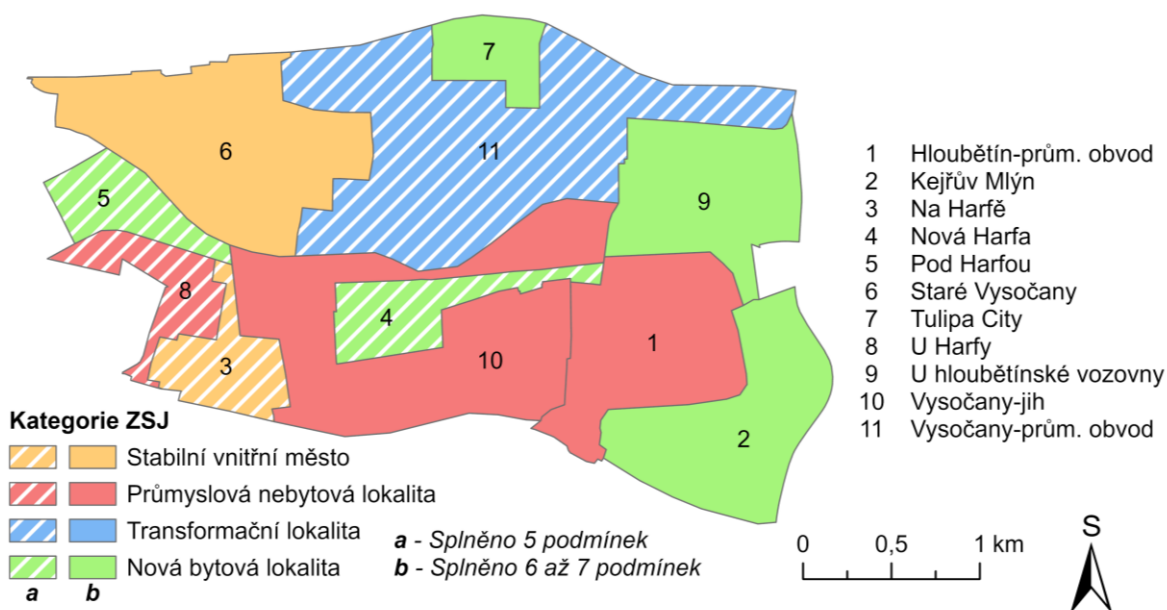 7
6
11
5
9
8
4
1
10
3
2
1 Hloubětín-prům. obvod
2 Kejřův Mlýn
3 Na Harfě
4 Nová Harfa
5 Pod Harfou
6 Staré Vysočany
7 Tulipa City
8 U Harfy
9 U hloubětínské vozovny
10 Vysočany-jih
11 Vysočany-prům. obvod
Kategorie ZSJ
Stabilní vnitřní město
Průmyslová nebytová lokalita
Transformační lokalita
Nová bytová lokalita
a b
a - Splněno 5 podmínek
b - Splněno 6 až 7 podmínek
0 0,5 1 km
S